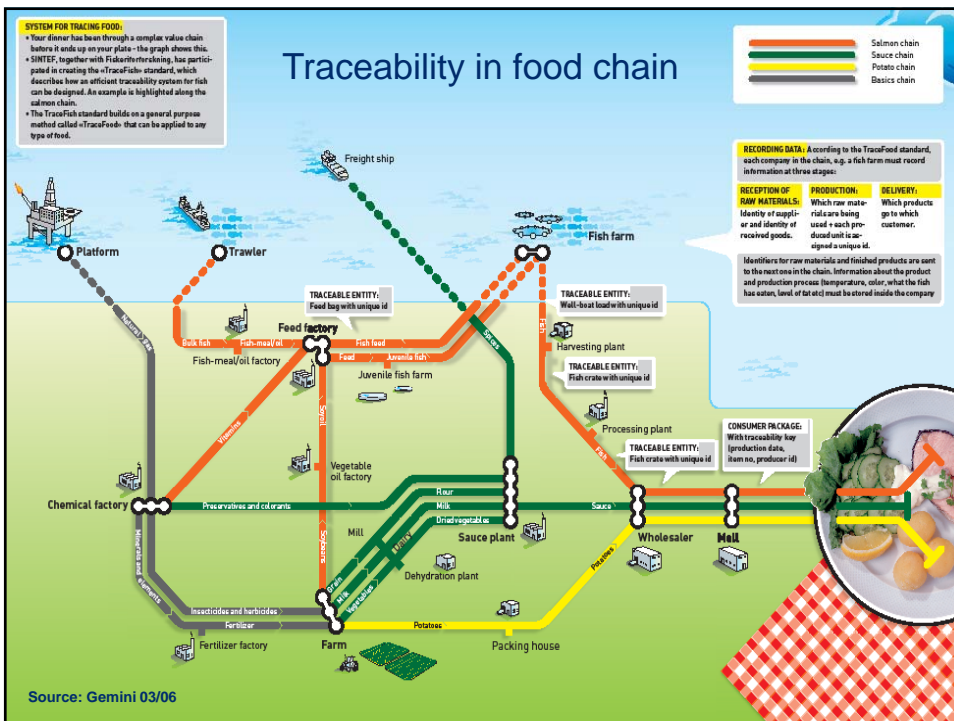 SYSTEM FOR TRACING FOOD:
• Your dinner has been through a complex value chain
before it ends up on your plate – the graph shows this.
• SINTEF, together with Fiskeriforskning, has partici-
pated in creating the «TraceFish» standard, which
describes how an efficient traceability system for fish
can be designed. An example is highlighted along the
salmon chain.
• The TraceFish standard builds on a general purpose
method called «TraceFood» that can be applied to any
type of food.
Traceability in food chain
Salmon chain
Sauce chain
Potato chain
Basics chain
RECORDING DATA: According to the TraceFood standard,
each company in the chain, e.g. a fish farm must record
information at three stages:
RECEPTION OF
RAW MATERIALS:
Identity of suppli-
er and identity of
received goods.
PRODUCTION:
Which raw mate-
rials are being
used + each pro-
duced unit is as-
signed a unique id.
DELIVERY:
Which products
go to which
customer.
Identifiers for raw materials and finished products are sent
to the next one in the chain. Information about the product
and production process (temperature, color, what the fish
has eaten, level of fat etc) must be stored inside the company
Freight ship
Platform
Trawler
Fish farm
Natural gas
TRACEABLE ENTITY:
Feed bag with unique id
TRACEABLE ENTITY:
Well-boat load with unique id
Feed factory
Bulk fish
Fish-meal/oil
Fish feed
Feed
Juvenile fish
Spices
Fish
Fish-meal/oil factory
Juvenile fish farm
Harvesting plant
TRACEABLE ENTITY:
Fish crate with unique id
Vitamins
Soyoil
Processing plant
Fish
TRACEABLE ENTITY:
Fish crate with unique id
CONSUMER PACKAGE:
With traceability key
(production date,
item no, producer id)
Vegetable
oil factory
Chemical factory
Preservatives and colorants
Flour
Milk
Dried vegetables
Sauce
Mill
Dairy
Sauce plant
Wholesaler
Mell
Soybeans
Dehydration plant
Minerals and elements
Grain
Milk
Vegetables
Potatoes
Insecticides and herbicides
Fertilizer
Potatoes
Fertilizer factory
Farm
Packing house
Source: Gemini 03/06